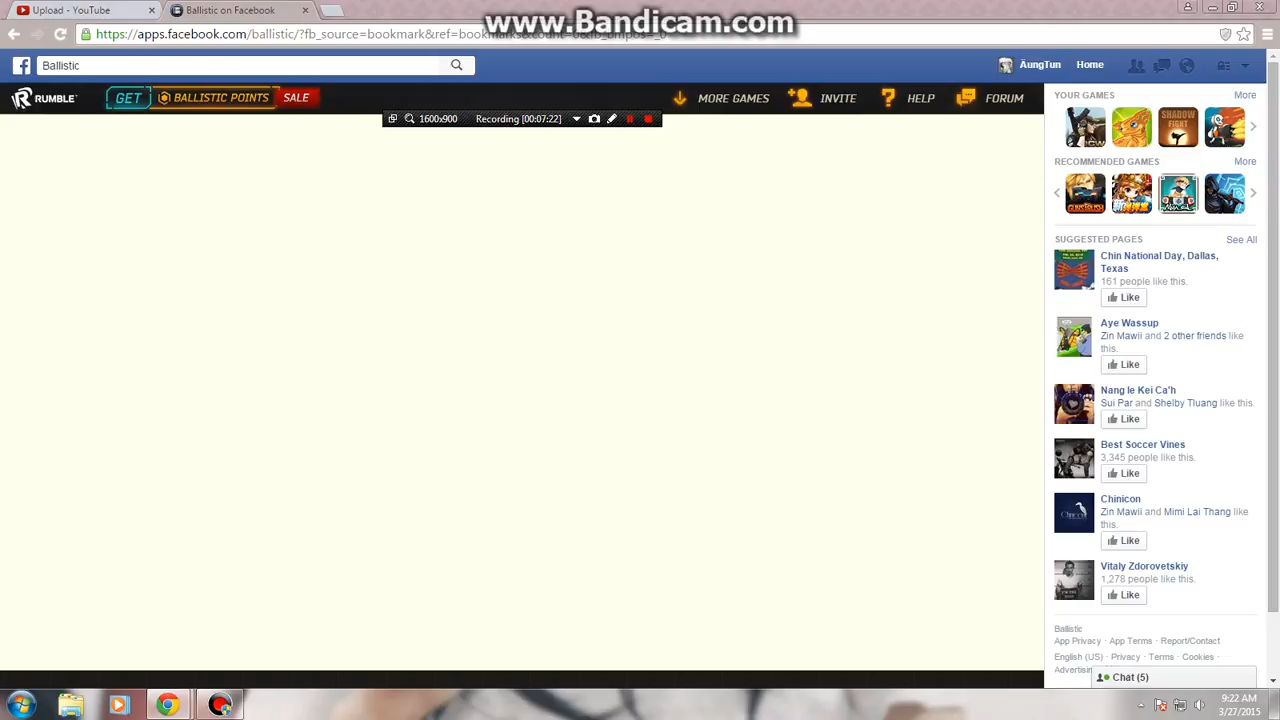 www.Bandicam.com
Upload - YouTube
Ballistic on Facebook
https://apps.facebook.com/ballistic/?fb_source=bookmark&ref=bookmarks&count=0&fb_bmpos=_0
Ballistic
ÄungTun
Home
RUMBLE
GET
BALLISTIC POINTS
SALE
MORE GAMES
INVITE
HELP
FORUM
1600x900
Recording [00:07:22]
YOUR GAMES
More
SHADOW FIGHT
RECOMMENDED GAMES
More
SUGGESTED PAGES
See All
Chin National Day, Dallas,
Texas
161 people like this.
Like
Aye Wassup
Zin Mawii and 2 other friends like
this.
Like
Nang le Kei Ca'h
Sui Par and Shelby Tluang like this.
Like
Best Soccer Vines
3,345 people like this.
Like
Chinicon
Zin Mawii and Mimi Lai Thang like
this.
Like
Vitaly Zdorovetskiy
1,278 people like this.
Like
Ballistic
App Privacy · App Terms · Report/Contact
English (US) · Privacy · Terms · Cookies ·
Chat (5)
9:22 AM
3/27/2015